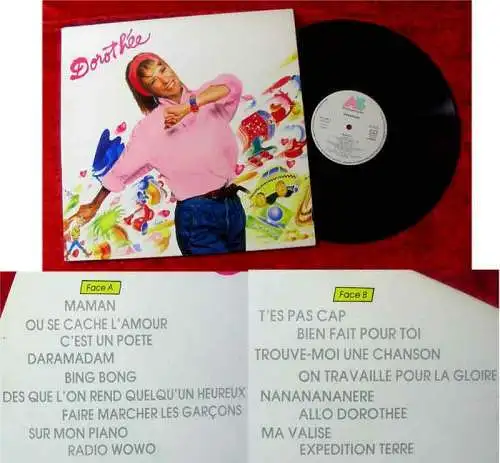 Dorothée
Face A
MAMAN
OU SE CACHE L'AMOUR
C'EST UN POETE
DARAMADAM
BING BONG
DES QUE L'ON REND QUELQU'UN HEUREUX
FAIRE MARCHER LES GARÇONS
SUR MON PIANO
RADIO WOWO
Face B
T'ES PAS CAP
BIEN FAIT POUR TOI
TROUVE-MOI UNE CHANSON
ON TRAVAILLE POUR LA GLOIRE
NANANANANERE
ALLO DOROTHEE
MA VALISE
EXPEDITION TERRE